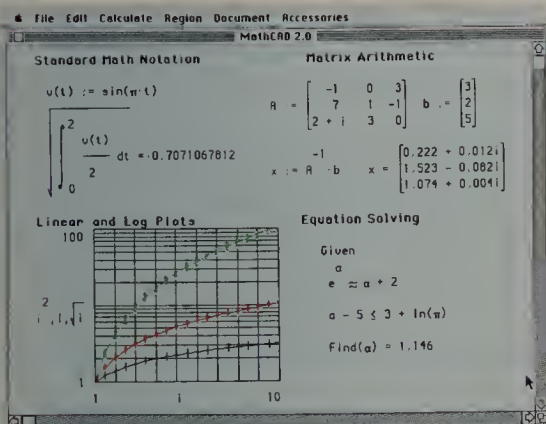 File Edit Calculate Region Document Accessories
MathCAD 2.0
Standard Math Notation
v(t) := sin(π·t)
2
v(t)
2
dt = 0.7071067812
0
Matrix Arithmetic
A = [ -1 0 3
7 1 -1
2 + i 3 0 ]
b := [ 3
2
5 ]
x := A^-1 · b
x = [ 0.222 + 0.012i
1.523 - 0.082i
1.074 + 0.004i ]
Linear and Log Plots
100
i^2 , i, √i
1
1 i 10
Equation Solving
Given
e^a ≈ a + 2
a - 5 ≤ 3 + ln(π)
Find(a) = 1.146